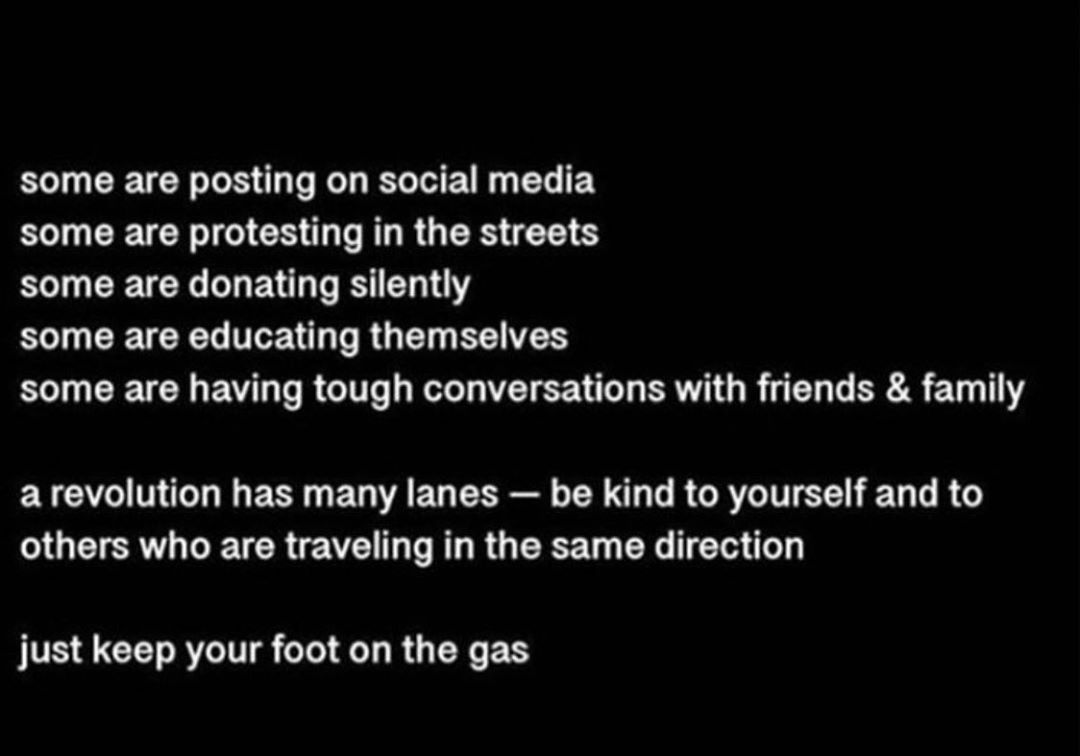 some are posting on social media
some are protesting in the streets
some are donating silently
some are educating themselves
some are having tough conversations with friends & family
a revolution has many lanes — be kind to yourself and to
others who are traveling in the same direction
just keep your foot on the gas